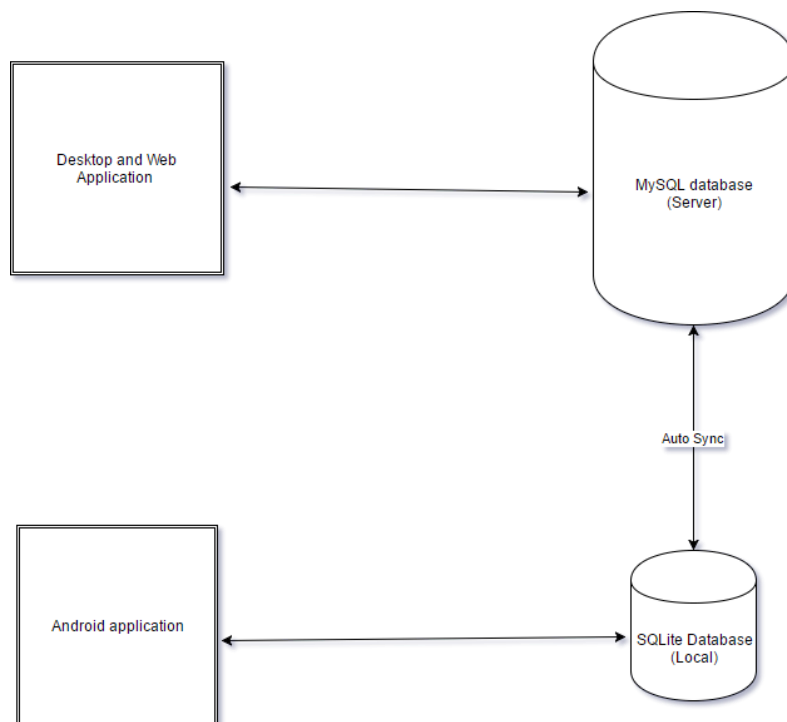 Desktop and Web
Application
MySQL database
(Server)
Auto Sync
Android application
SQLite Database
(Local)